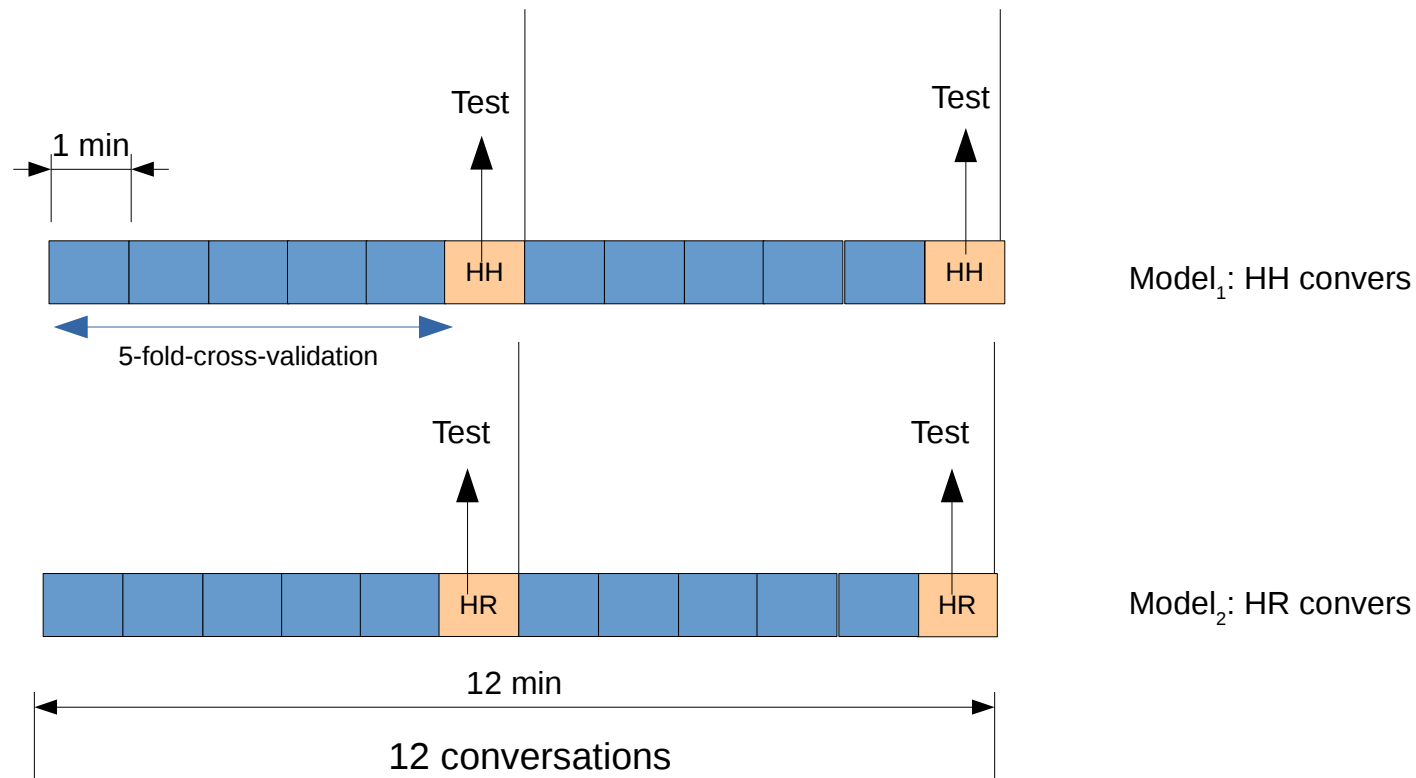 Test
Test
1 min
HH
HH
Model1: HH convers
5-fold-cross-validation
Test
Test
HR
HR
Model2: HR convers
12 min
12 conversations